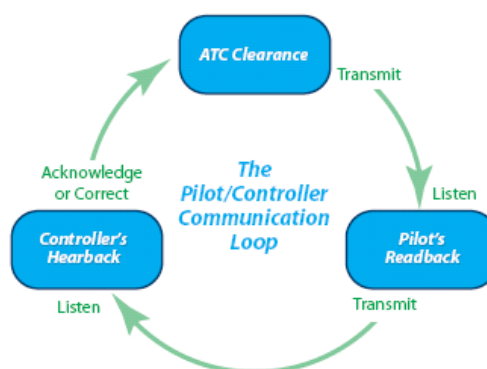 ATC Clearance
Transmit
Acknowledge
or Correct
The
Pilot/Controller
Communication
Loop
Listen
Controller's
Hearback
Pilot's
Readback
Listen
Transmit